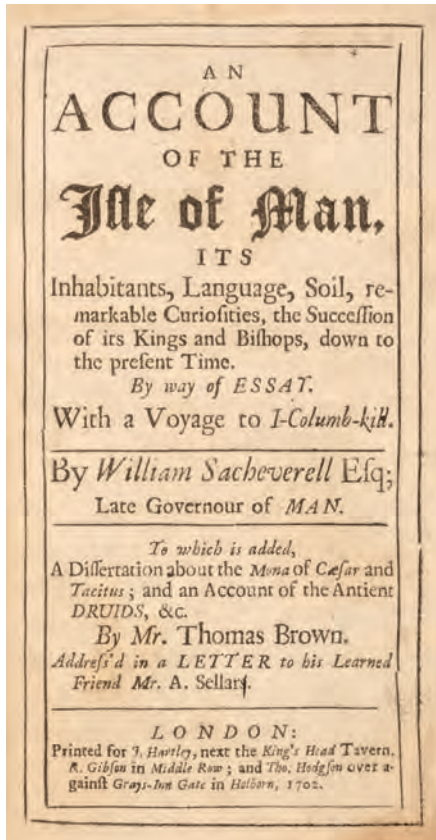 AN
ACCOUNT
OF THE
Iſle of Man,
ITS
Inhabitants, Language, Soil, re-
markable Curioſities, the Succeſſion
of its Kings and Biſhops, down to
the preſent Time.
By way of ESSAY.
With a Voyage to I-Columb-kill.
By William Sacheverell Eſq;
Late Governour of MAN.
To which is added,
A Diſſertation about the Mona of Cæſar and
Tacitus; and an Account of the Antient
DRUIDS, &c.
By Mr. Thomas Brown.
Addreſs'd in a LETTER to his Learned
Friend Mr. A. Sellars.
LONDON:
Printed for J. Hartley, next the King's Head Tavern.
R. Gibſon in Middle Row; and Tho. Hodgſon over a-
gainſt Grays-Inn Gate in Holborn, 1702.